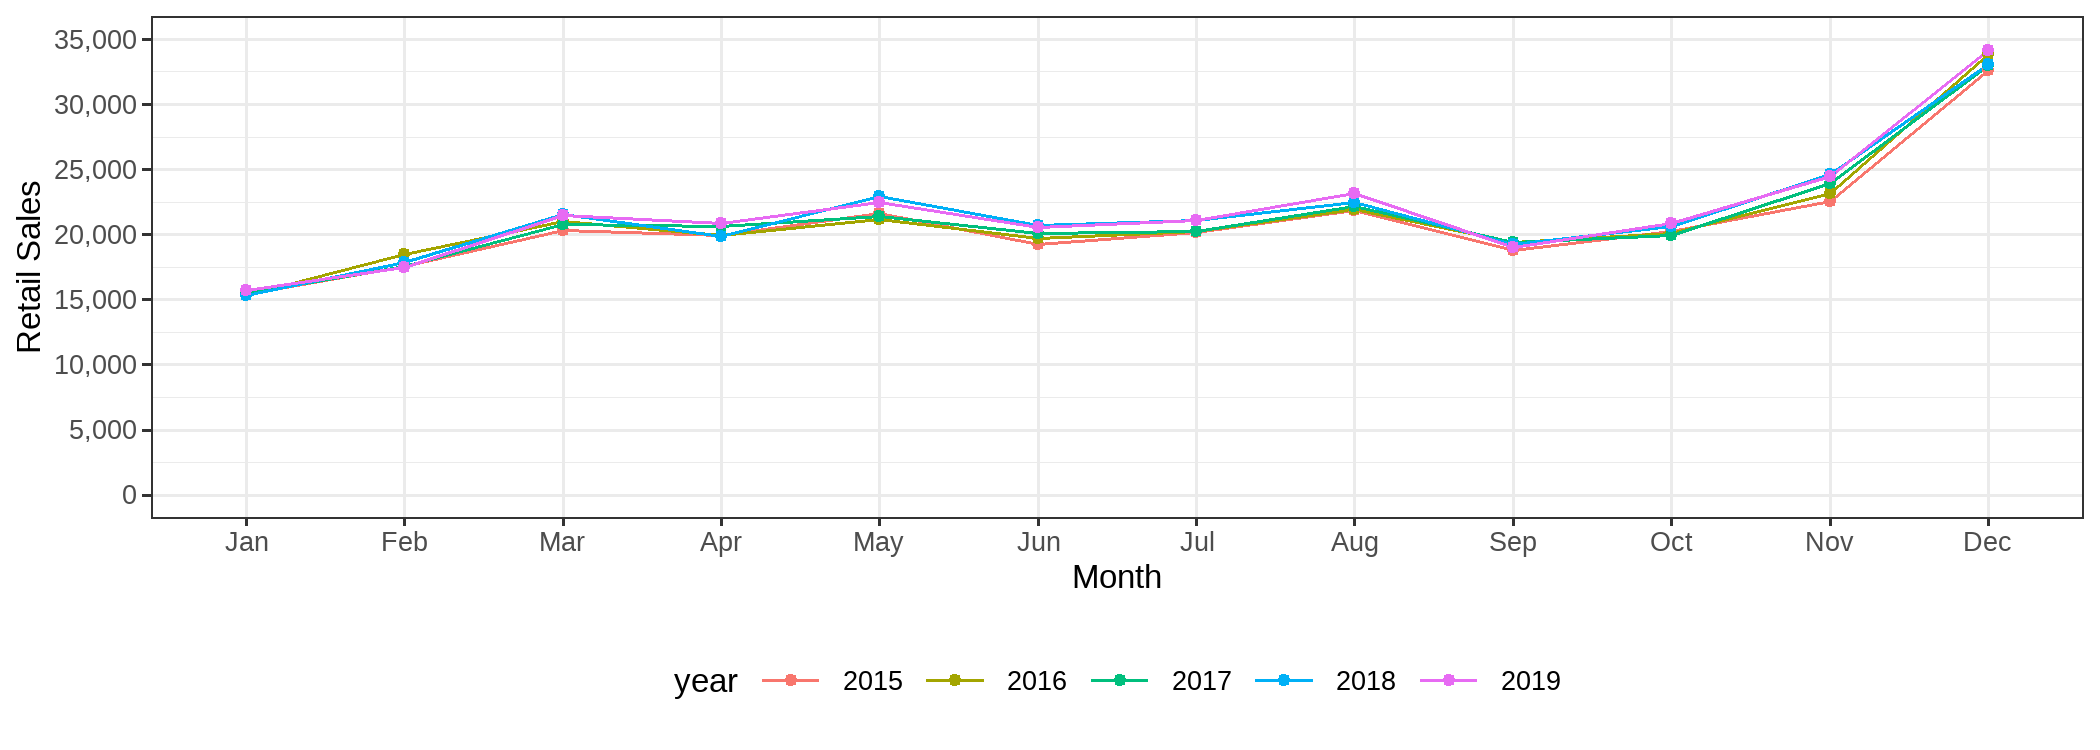 35,000
30,000
25,000
20,000
15,000
10,000
5,000
0
Retail Sales
Jan Feb Mar Apr May Jun Jul Aug Sep Oct Nov Dec
Month
year 2015 2016 2017 2018 2019